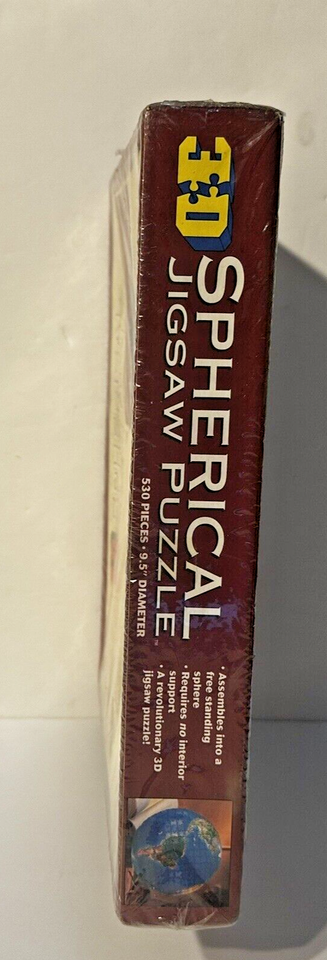 3-D
SPHERICAL
JIGSAW PUZZLE™
530 PIECES • 9.5" DIAMETER
• Assembles into a
free standing
sphere
• Requires no interior
support
• A revolutionary 3D
jigsaw puzzle!